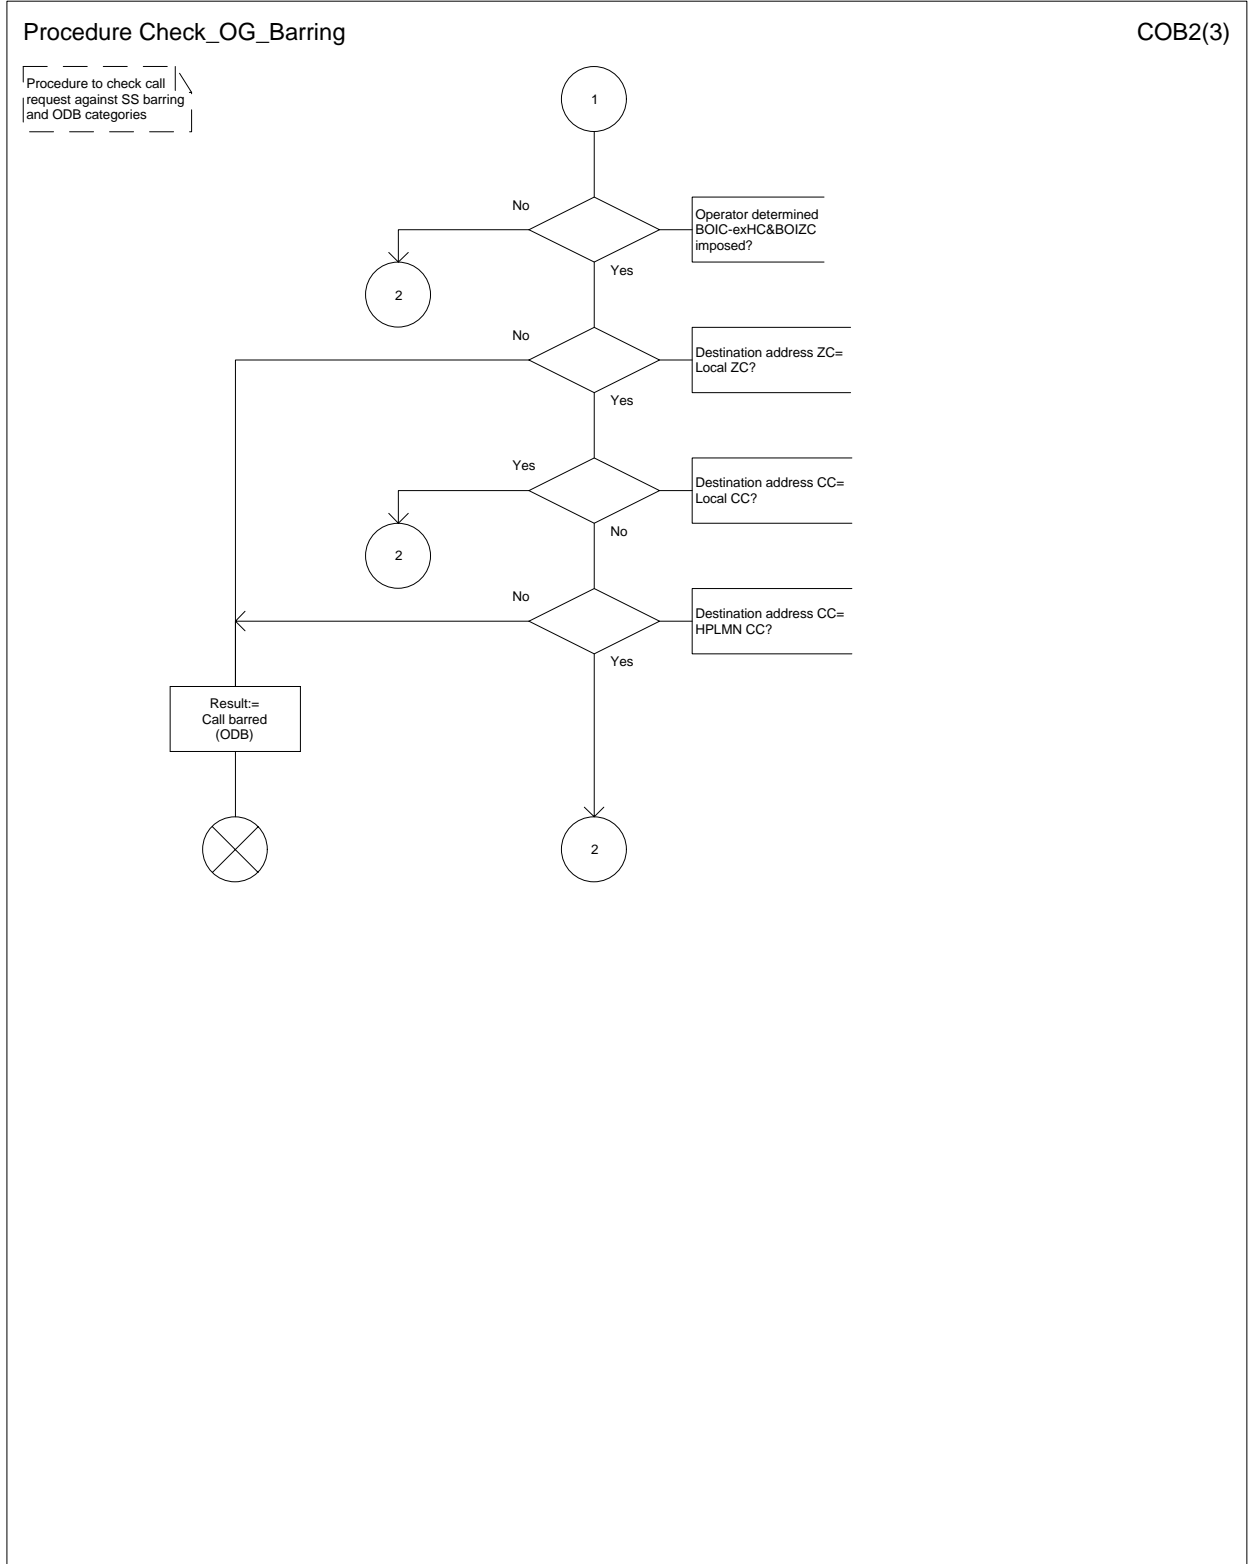 Procedure Check_OG_Barring
COB2(3)
Procedure to check call
request against SS barring
and ODB categories
1
No
Operator determined
BOIC-exHC&BOIZC
imposed?
Yes
2
No
Destination address ZC=
Local ZC?
Yes
Yes
Destination address CC=
Local CC?
No
2
No
Destination address CC=
HPLMN CC?
Yes
Result:=
Call barred
(ODB)
2